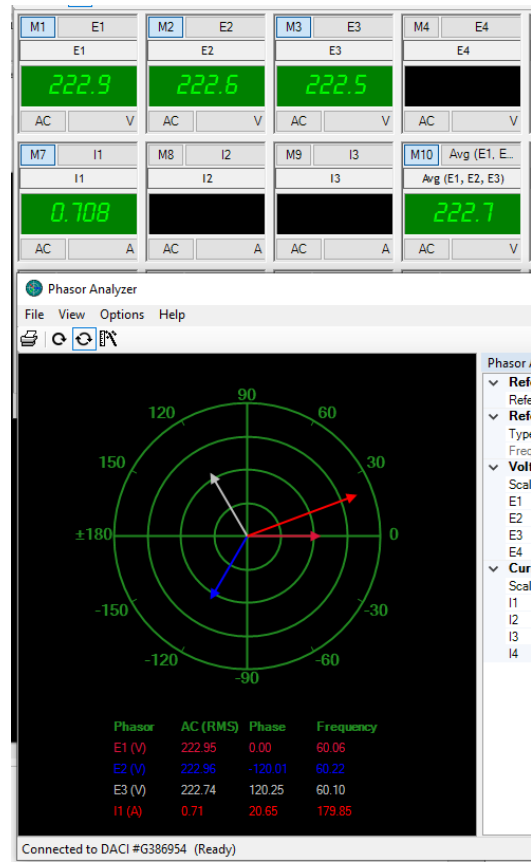 M1 E1 M2 E2 M3 E3 M4 E4
E1 E2 E3 E4
222.9 222.6 222.5
AC V AC V AC V AC V
M7 I1 M8 I2 M9 I3 M10 Avg (E1, E...
I1 I2 I3 Avg (E1, E2, E3)
0.708 222.7
AC A AC A AC A AC V
Phasor Analyzer
File View Options Help
Phasor
Type
E1
E2
E3
E4
I1
I2
I3
I4
90
120 60
150 30
±180 0
-150 -30
-120 -60
-90
Phasor AC (RMS) Phase Frequency
E1 (V) 222.95 0.00 60.06
E2 (V) 222.96 -120.01 60.22
E3 (V) 222.74 120.25 60.10
I1 (A) 0.71 20.65 179.85
Connected to DACI #G386954 (Ready)